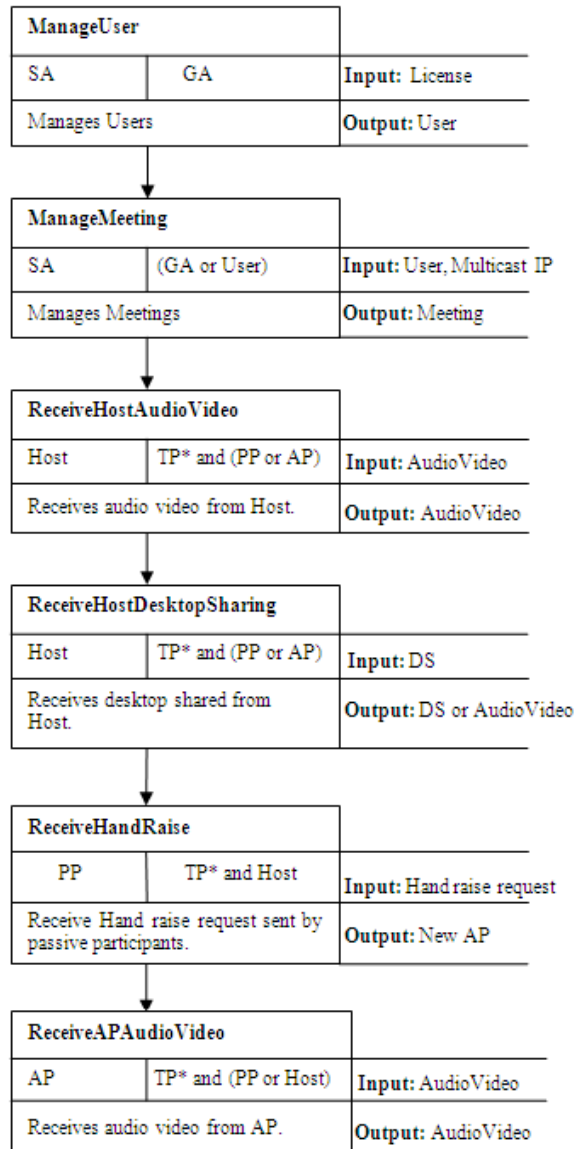 ManageUser
SA GA Input: License
Manages Users Output: User
ManageMeeting
SA (GA or User) Input: User, Multicast IP
Manages Meetings Output: Meeting
ReceiveHostAudioVideo
Host TP* and (PP or AP) Input: AudioVideo
Receives audio video from Host. Output: AudioVideo
ReceiveHostDesktopSharing
Host TP* and (PP or AP) Input: DS
Receives desktop shared from
Host.
Output: DS or AudioVideo
ReceiveHandRaise
PP TP* and Host Input: Hand raise request
Receive Hand raise request sent by
passive participants.
Output: New AP
ReceiveAPAudioVideo
AP TP* and (PP or Host) Input: AudioVideo
Receives audio video from AP. Output: AudioVideo